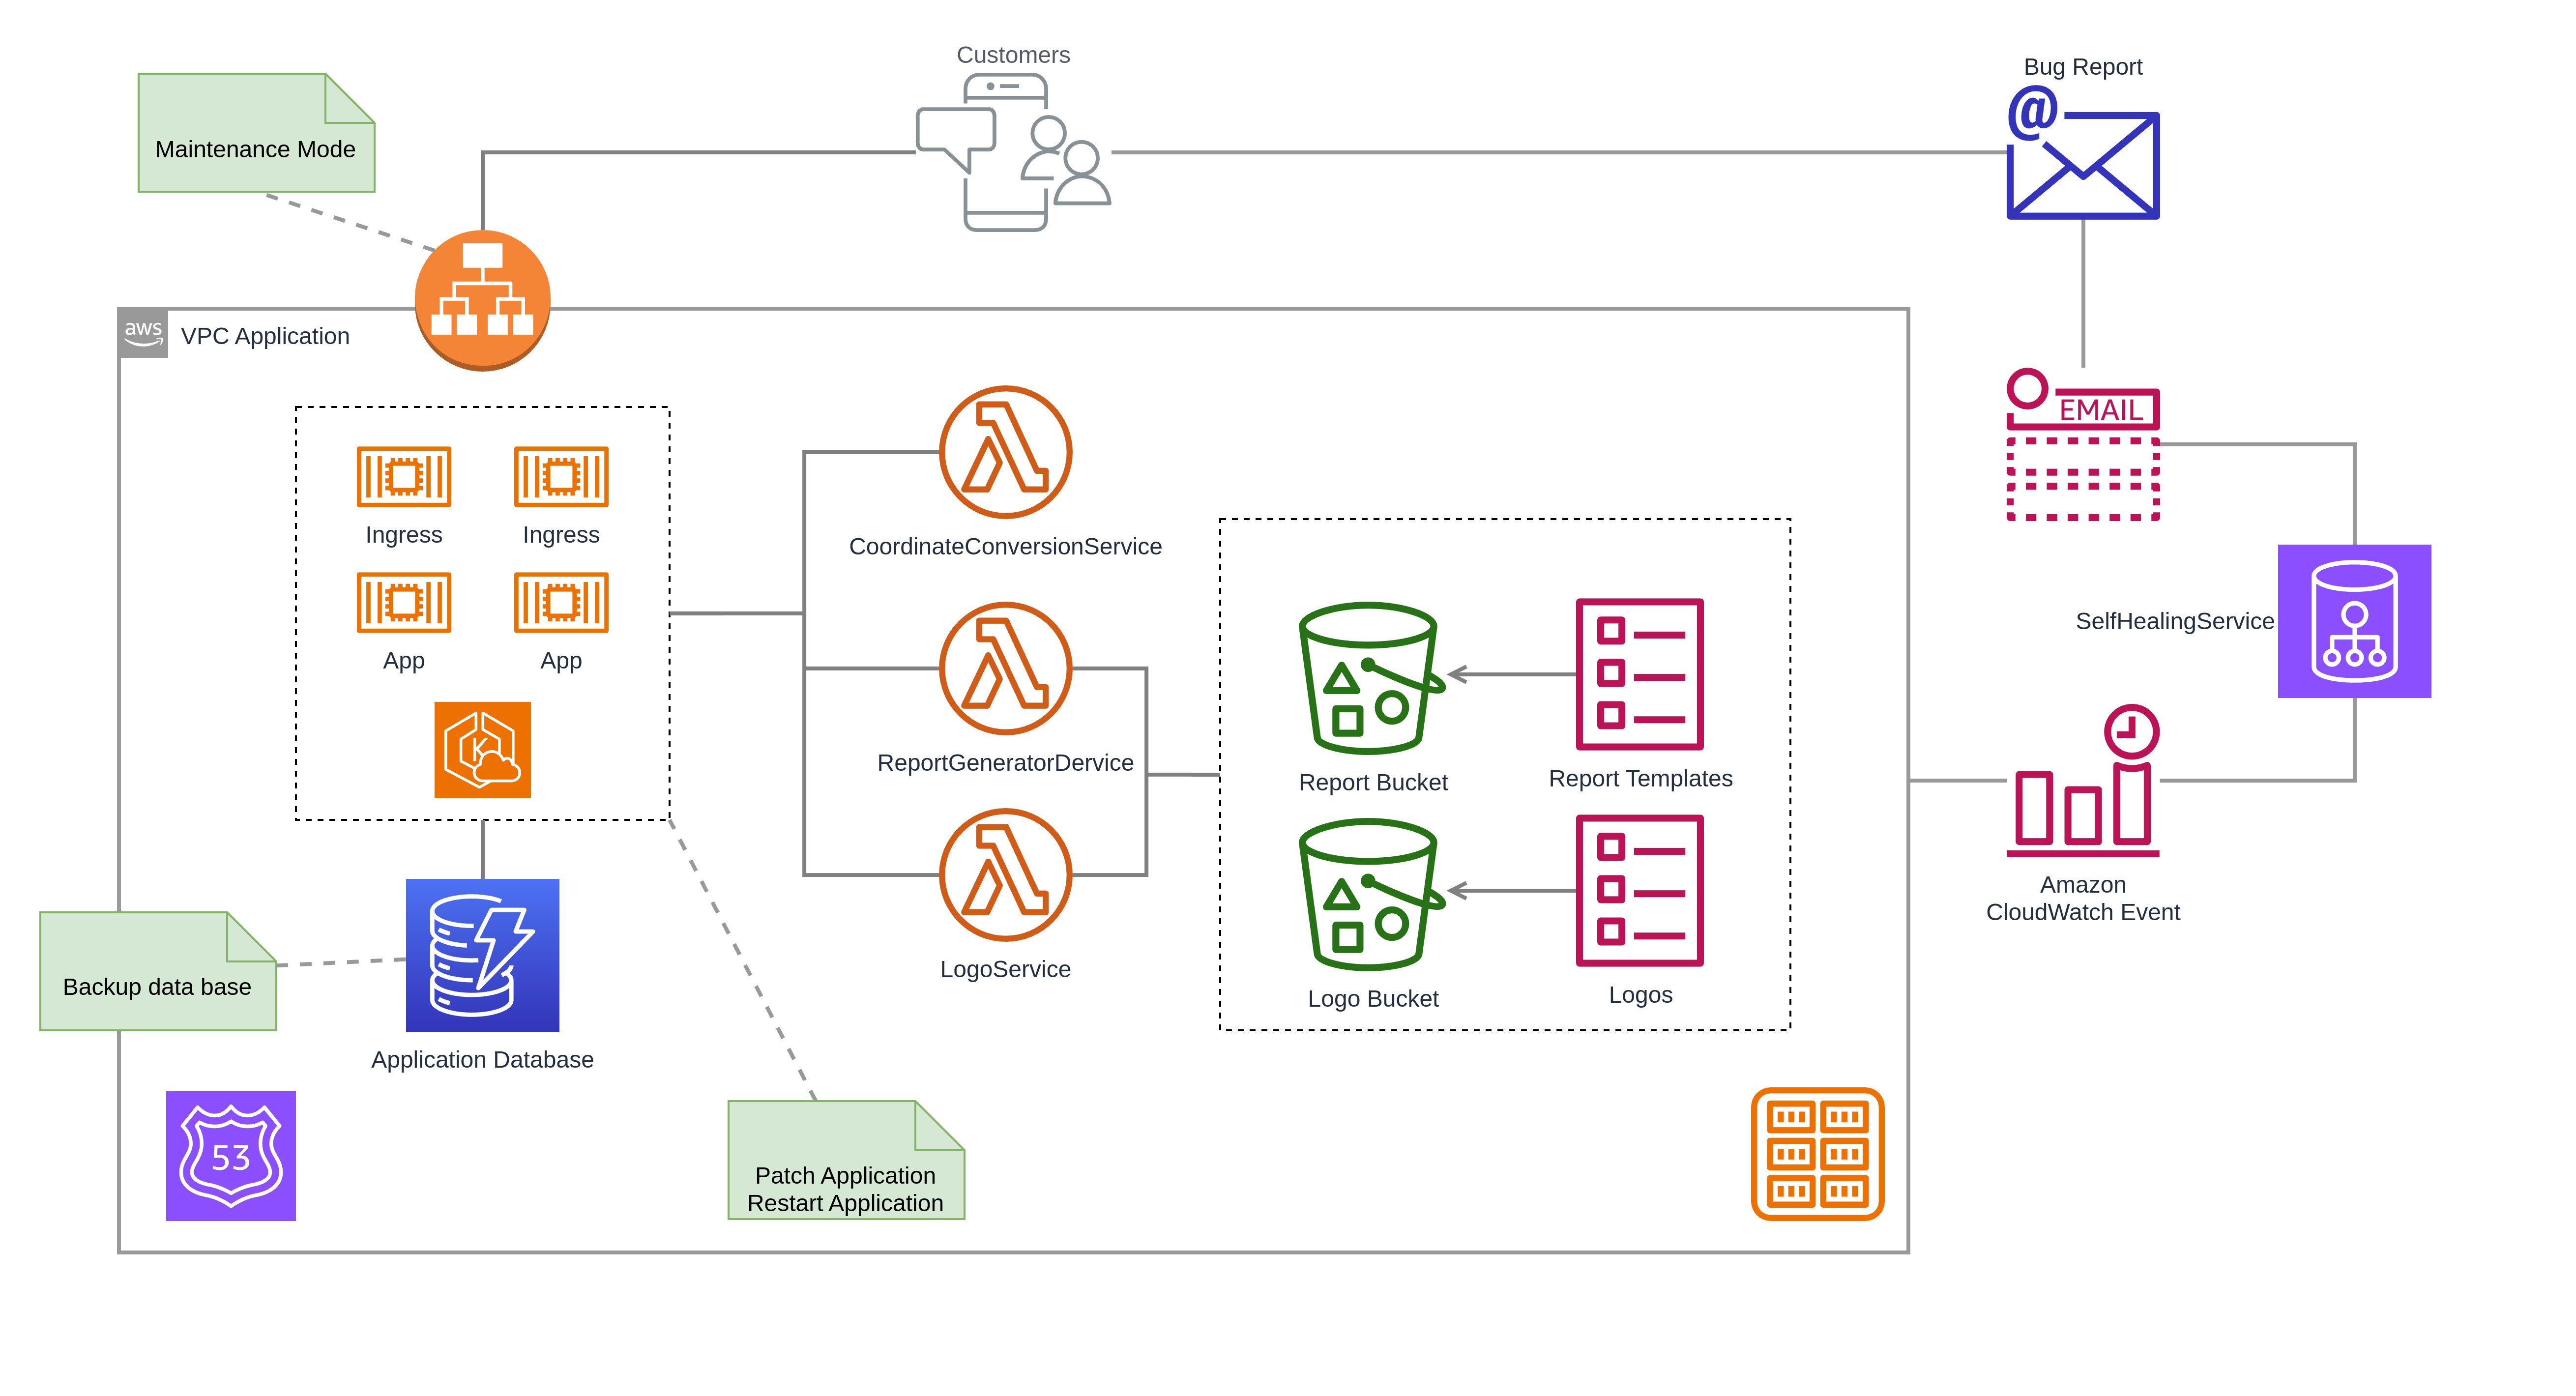 Customers
Bug Report
@
Maintenance Mode
aws
VPC Application
EMAIL
Ingress
Ingress
CoordinateConversionService
App
App
SelfHealingService
K
ReportGeneratorDervice
Report Bucket
Report Templates
Amazon
CloudWatch Event
LogoService
Logo Bucket
Logos
Backup data base
Application Database
53
Patch Application
Restart Application